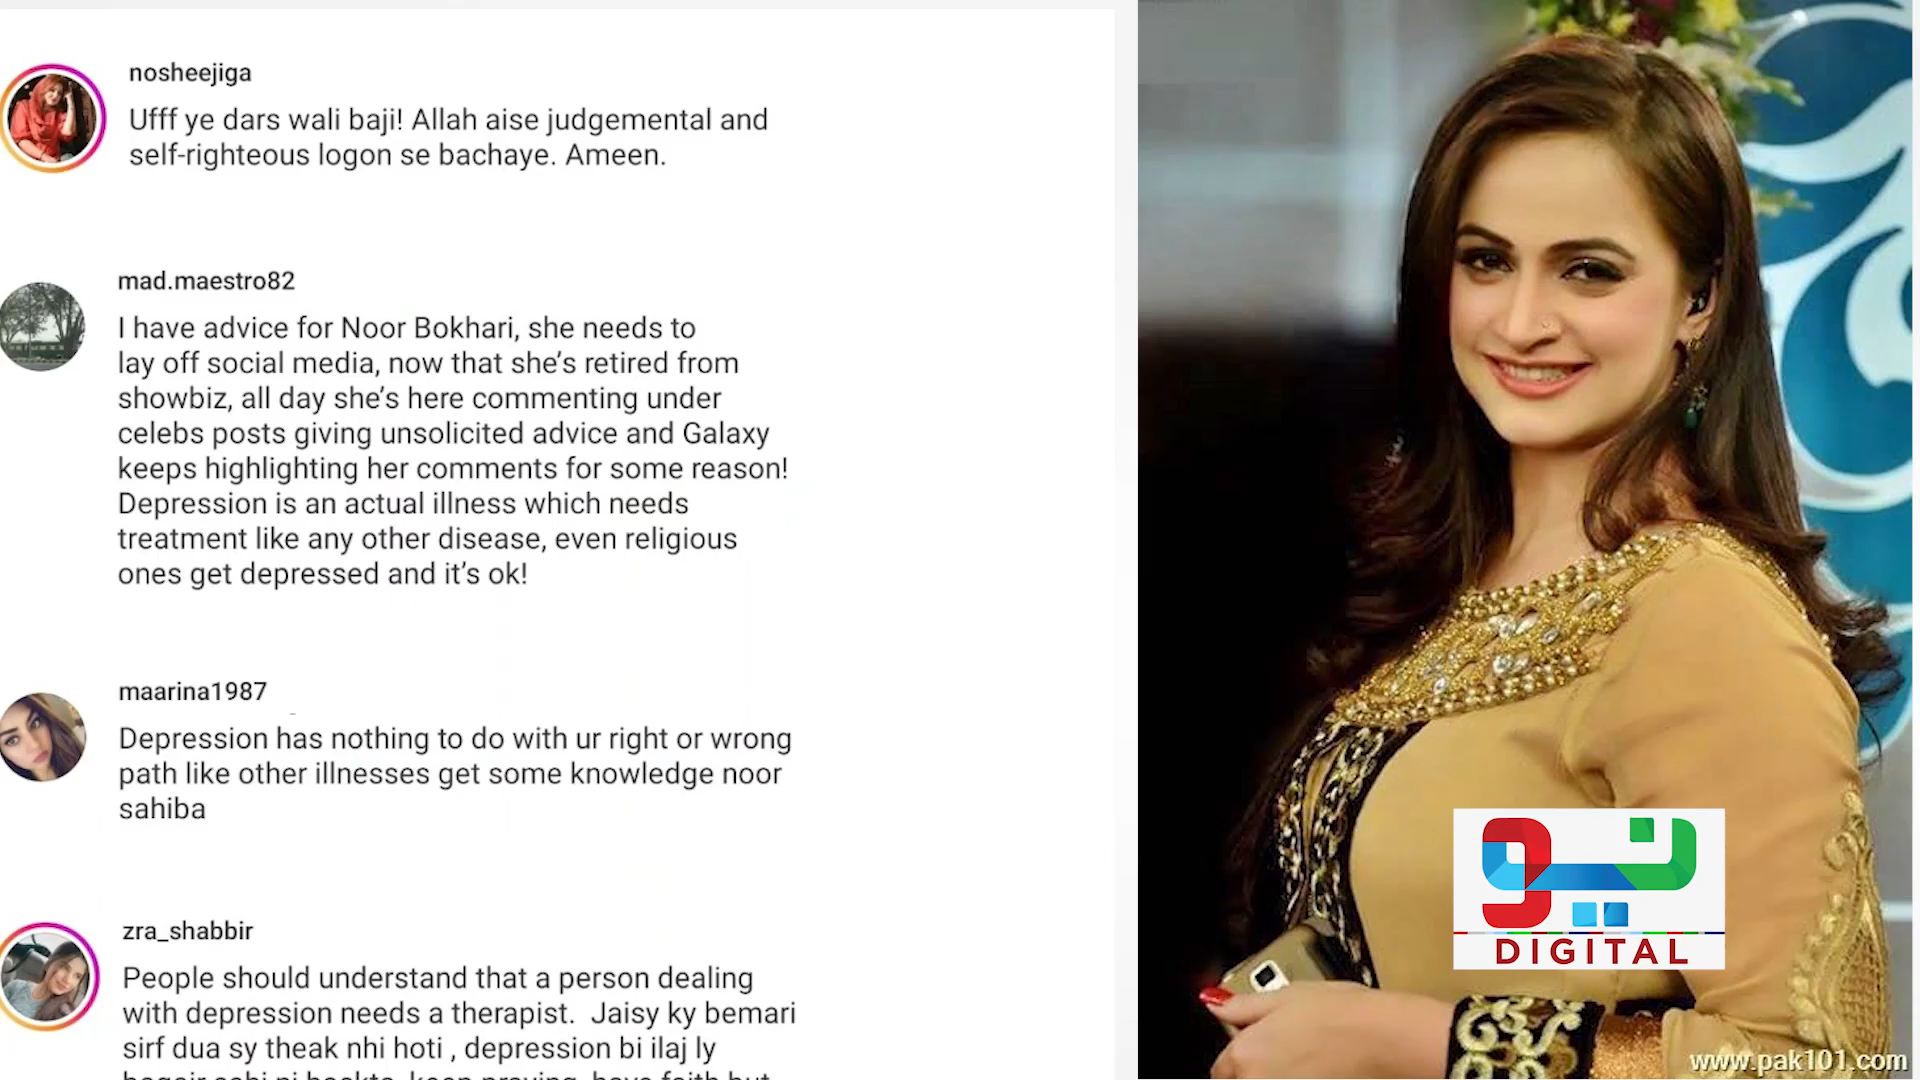 nosheejiga
Ufff ye dars wali baji! Allah aise judgemental and
self-righteous logon se bachaye. Ameen.
mad.maestro82
I have advice for Noor Bokhari, she needs to
lay off social media, now that she’s retired from
showbiz, all day she’s here commenting under
celebs posts giving unsolicited advice and Galaxy
keeps highlighting her comments for some reason!
Depression is an actual illness which needs
treatment like any other disease, even religious
ones get depressed and it’s ok!
maarina1987
Depression has nothing to do with ur right or wrong
path like other illnesses get some knowledge noor
sahiba
zra_shabbir
People should understand that a person dealing
with depression needs a therapist. Jaisy ky bemari
sirf dua sy theak nhi hoti , depression bi ilaj ly
نیو
DIGITAL
www.pak101.com